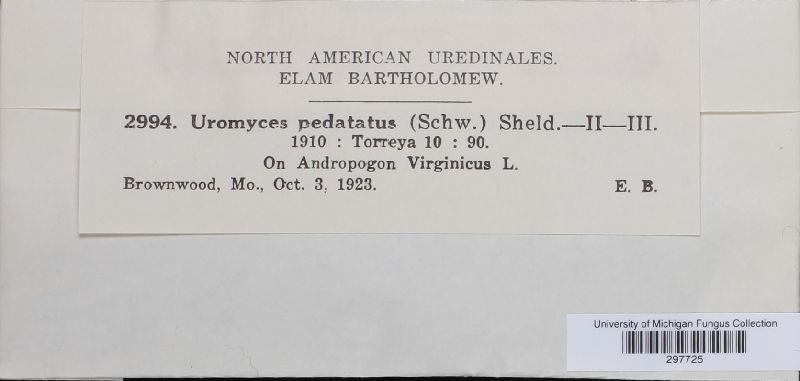 NORTH AMERICAN UREDINALES.
ELAM BARTHOLOMEW.
2994. Uromyces pedatatus (Schw.) Sheld.—II—III.
1910 : Torreya 10 : 90.
On Andropogon Virginicus L.
Brownwood, Mo., Oct. 3, 1923. E. B.
University of Michigan Fungus Collection
297725